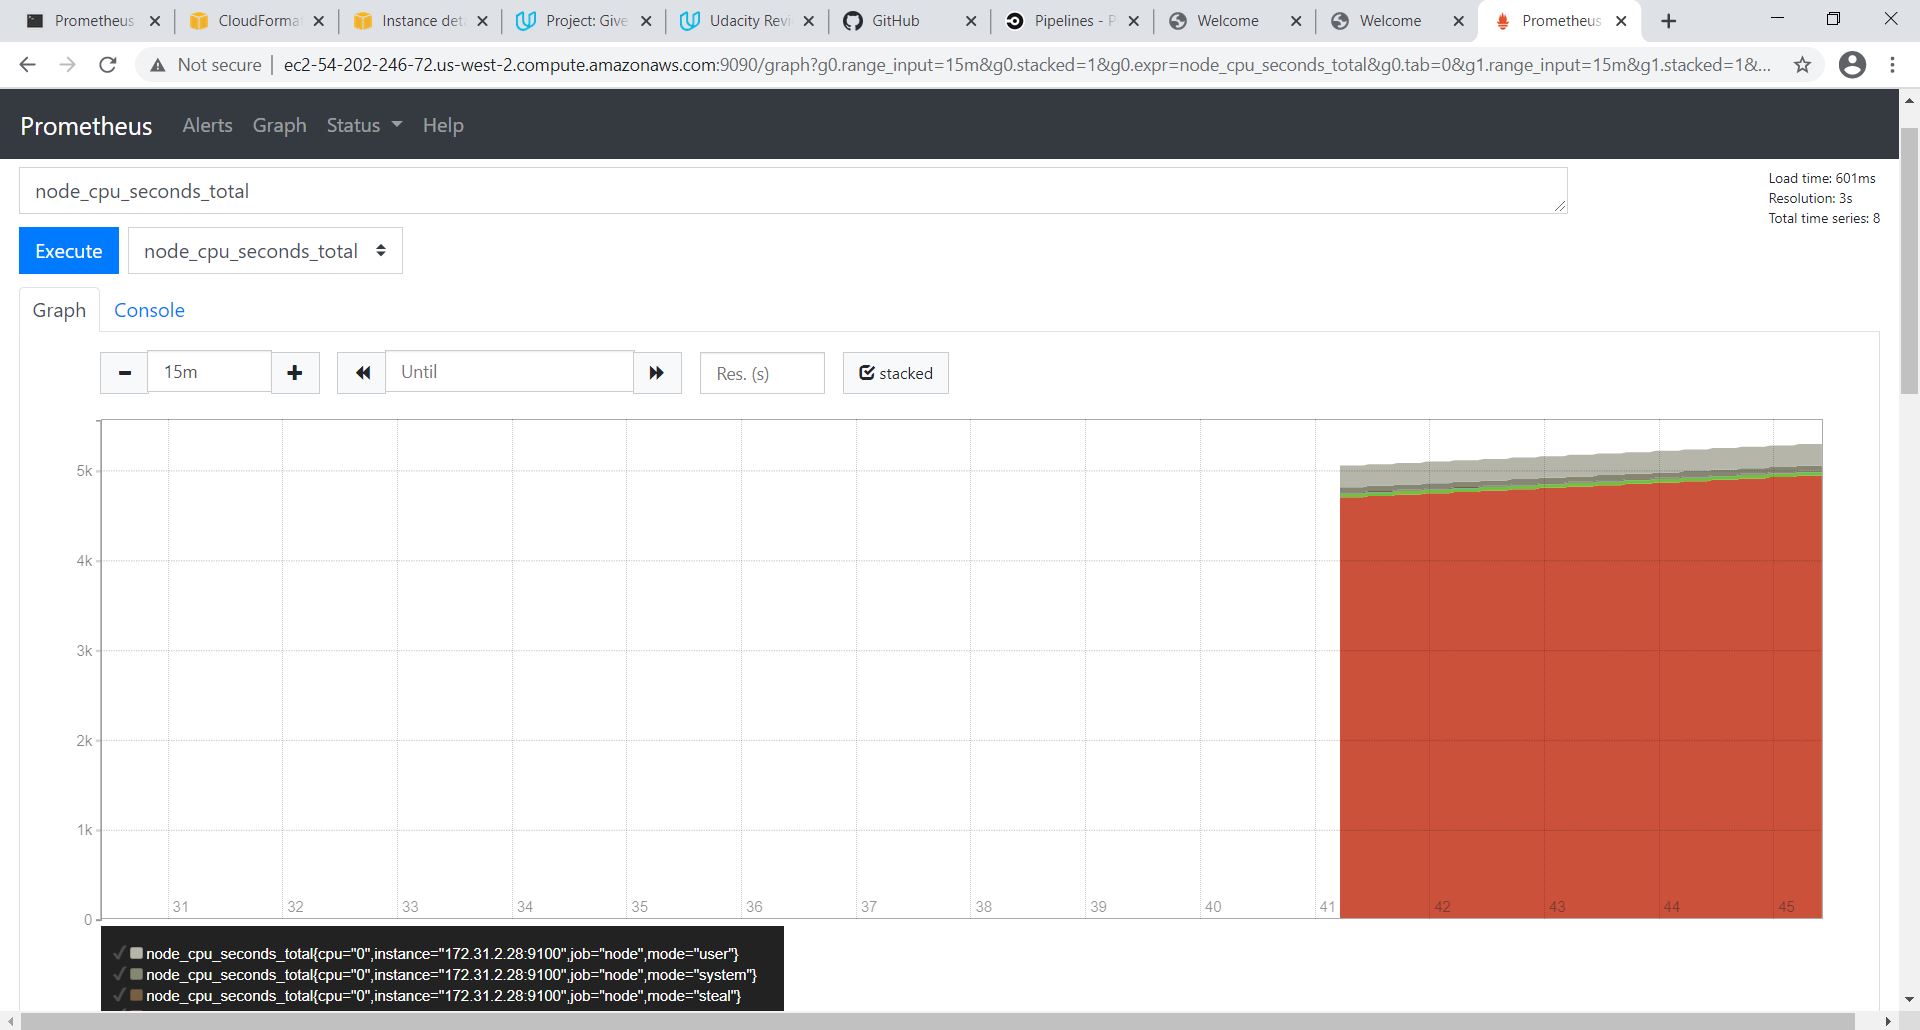 Prometheus
CloudForma
Instance det
Project: Give
Udacity Revi
GitHub
Pipelines - P
Welcome
Welcome
Prometheus
Not secure
ec2-54-202-246-72.us-west-2.compute.amazonaws.com:9090/graph?g0.range_input=15m&g0.stacked=1&g0.expr=node_cpu_seconds_total&g0.tab=0&g1.range_input=15m&g1.stacked=1&...
Prometheus Alerts Graph Status Help
node_cpu_seconds_total
Load time: 601ms
Resolution: 3s
Total time series: 8
Execute
node_cpu_seconds_total
Graph
Console
15m
Until
Res. (s)
stacked
5k
4k
3k
2k
1k
0
31 32 33 34 35 36 37 38 39 40 41 42 43 44 45
node_cpu_seconds_total{cpu="0",instance="172.31.2.28:9100",job="node",mode="user"}
node_cpu_seconds_total{cpu="0",instance="172.31.2.28:9100",job="node",mode="system"}
node_cpu_seconds_total{cpu="0",instance="172.31.2.28:9100",job="node",mode="steal"}